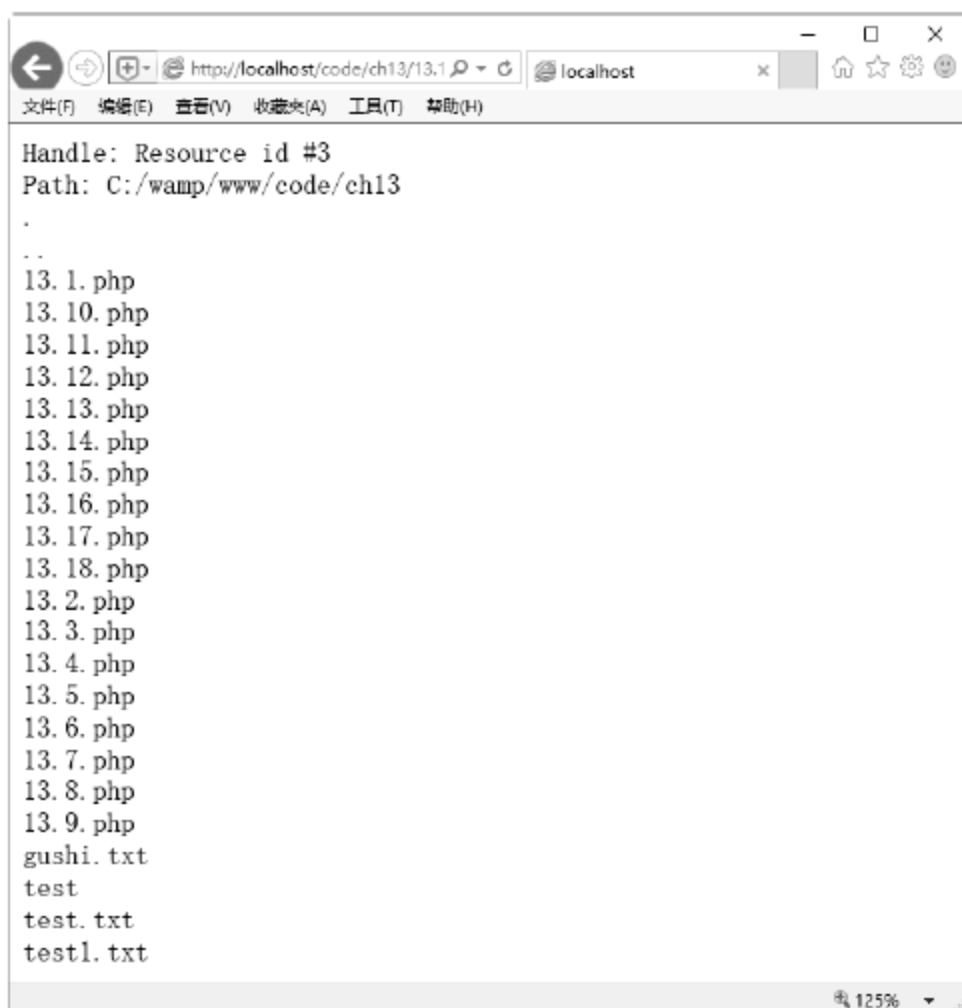 http://localhost/code/ch13/13.1
localhost
文件(F) 编辑(E) 查看(V) 收藏夹(A) 工具(T) 帮助(H)
Handle: Resource id #3
Path: C:/wamp/www/code/ch13
.
..
13.1.php
13.10.php
13.11.php
13.12.php
13.13.php
13.14.php
13.15.php
13.16.php
13.17.php
13.18.php
13.2.php
13.3.php
13.4.php
13.5.php
13.6.php
13.7.php
13.8.php
13.9.php
gushi.txt
test
test.txt
test1.txt
125%